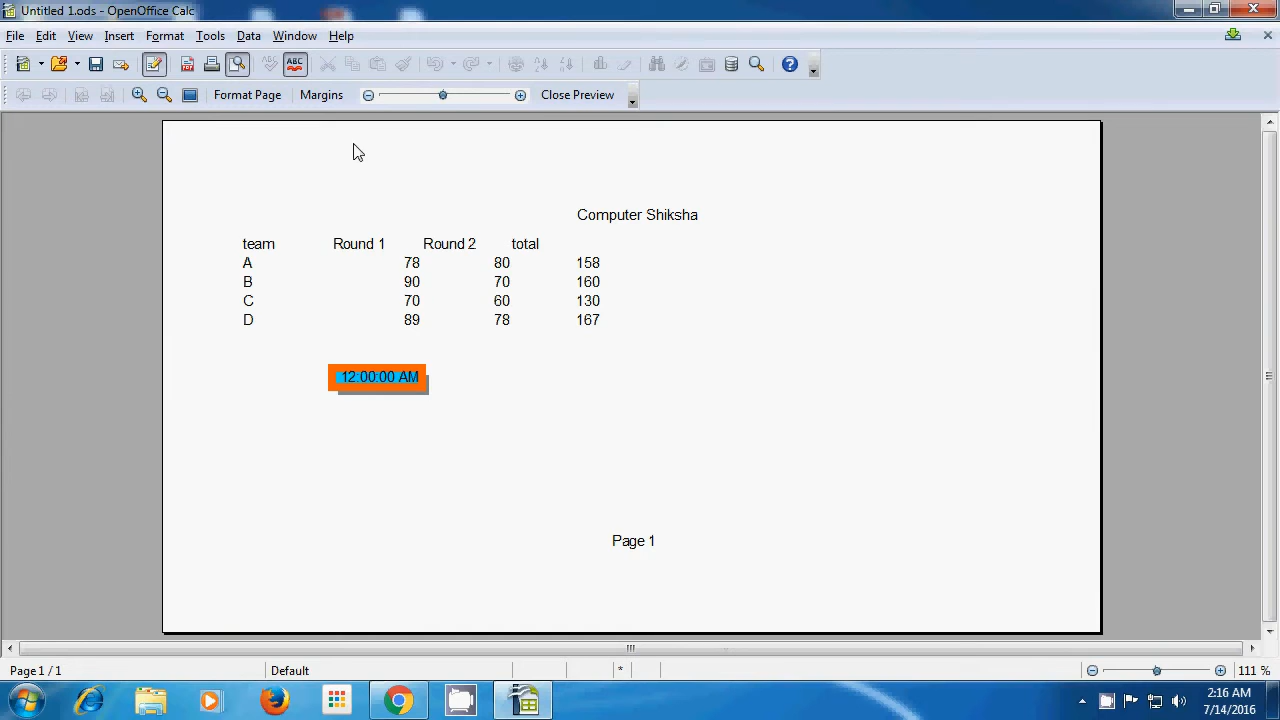 Untitled 1.ods - OpenOffice Calc
File Edit View Insert Format Tools Data Window Help
ABC
Format Page Margins Close Preview
Computer Shiksha
team Round 1 Round 2 total
A 78 80 158
B 90 70 160
C 70 60 130
D 89 78 167
12:00:00 AM
Page 1
Page 1 / 1 Default * 111 %
2:16 AM
7/14/2016